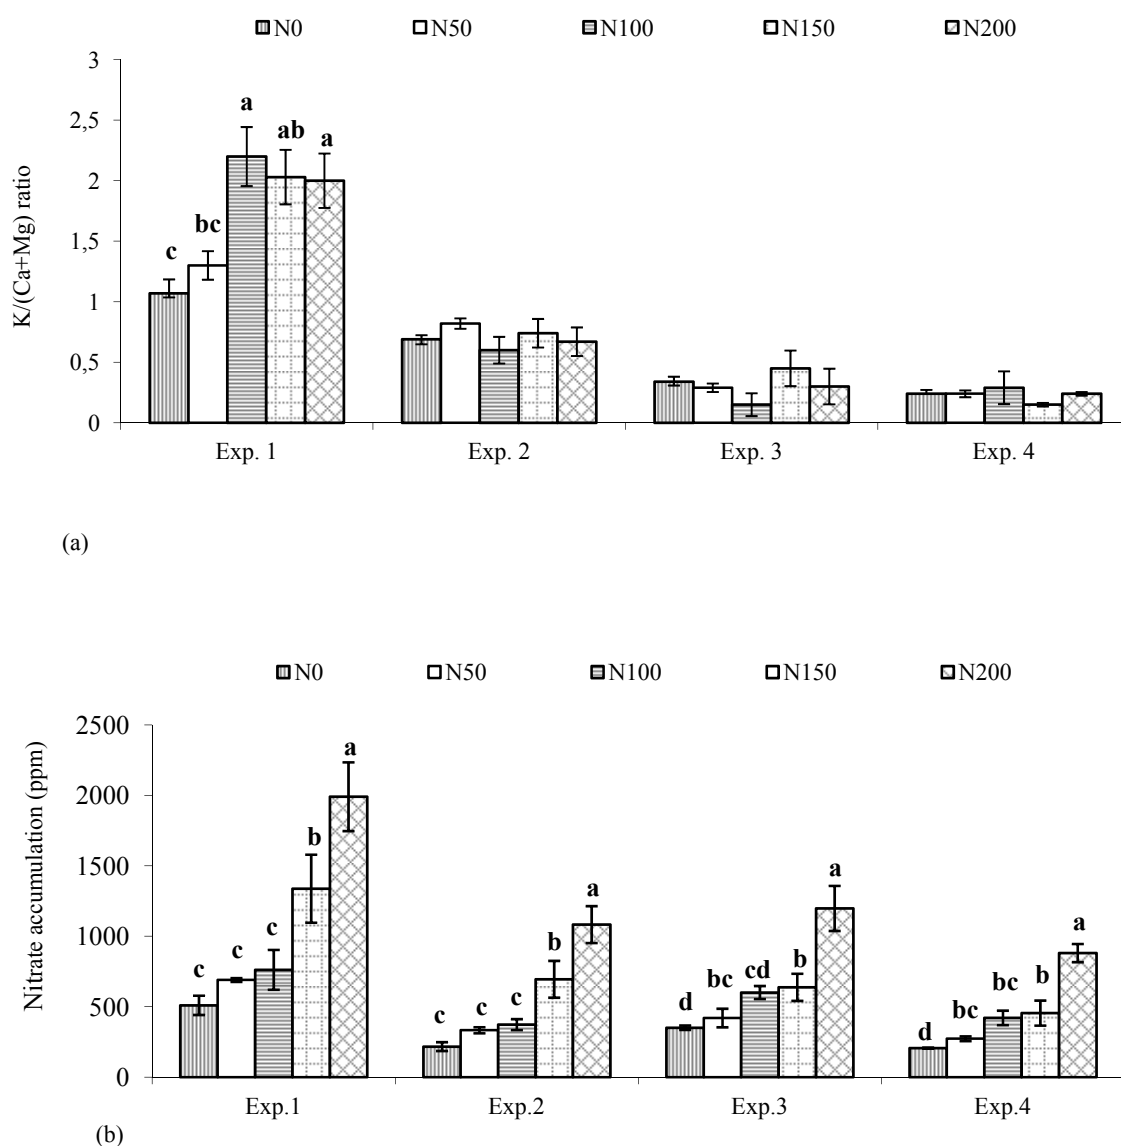 N0 N50 N100 N150 N200
3
2,5
2
1,5
1
0,5
0
K/(Ca+Mg) ratio
c bc a ab a
Exp. 1 Exp. 2 Exp. 3 Exp. 4
(a)
N0 N50 N100 N150 N200
2500
2000
1500
1000
500
0
Nitrate accumulation (ppm)
c c c b a
c c c b a
d bc cd b a
d bc bc b a
Exp.1 Exp.2 Exp.3 Exp.4
(b)